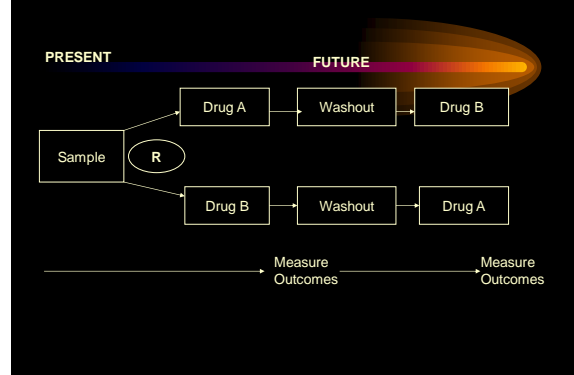 PRESENT
FUTURE
Drug A
Washout
Drug B
Sample
R
Drug B
Washout
Drug A
Measure
Outcomes
Measure
Outcomes